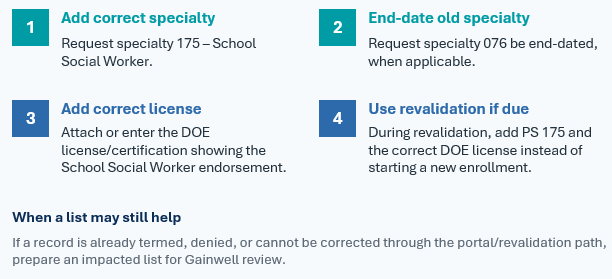 1
Add correct specialty
Request specialty 175 – School
Social Worker.
2
End-date old specialty
Request specialty 076 be end-dated,
when applicable.
3
Add correct license
Attach or enter the DOE
license/certification showing the
School Social Worker endorsement.
4
Use revalidation if due
During revalidation, add PS 175 and
the correct DOE license instead of
starting a new enrollment.
When a list may still help
If a record is already termed, denied, or cannot be corrected through the portal/revalidation path,
prepare an impacted list for Gainwell review.